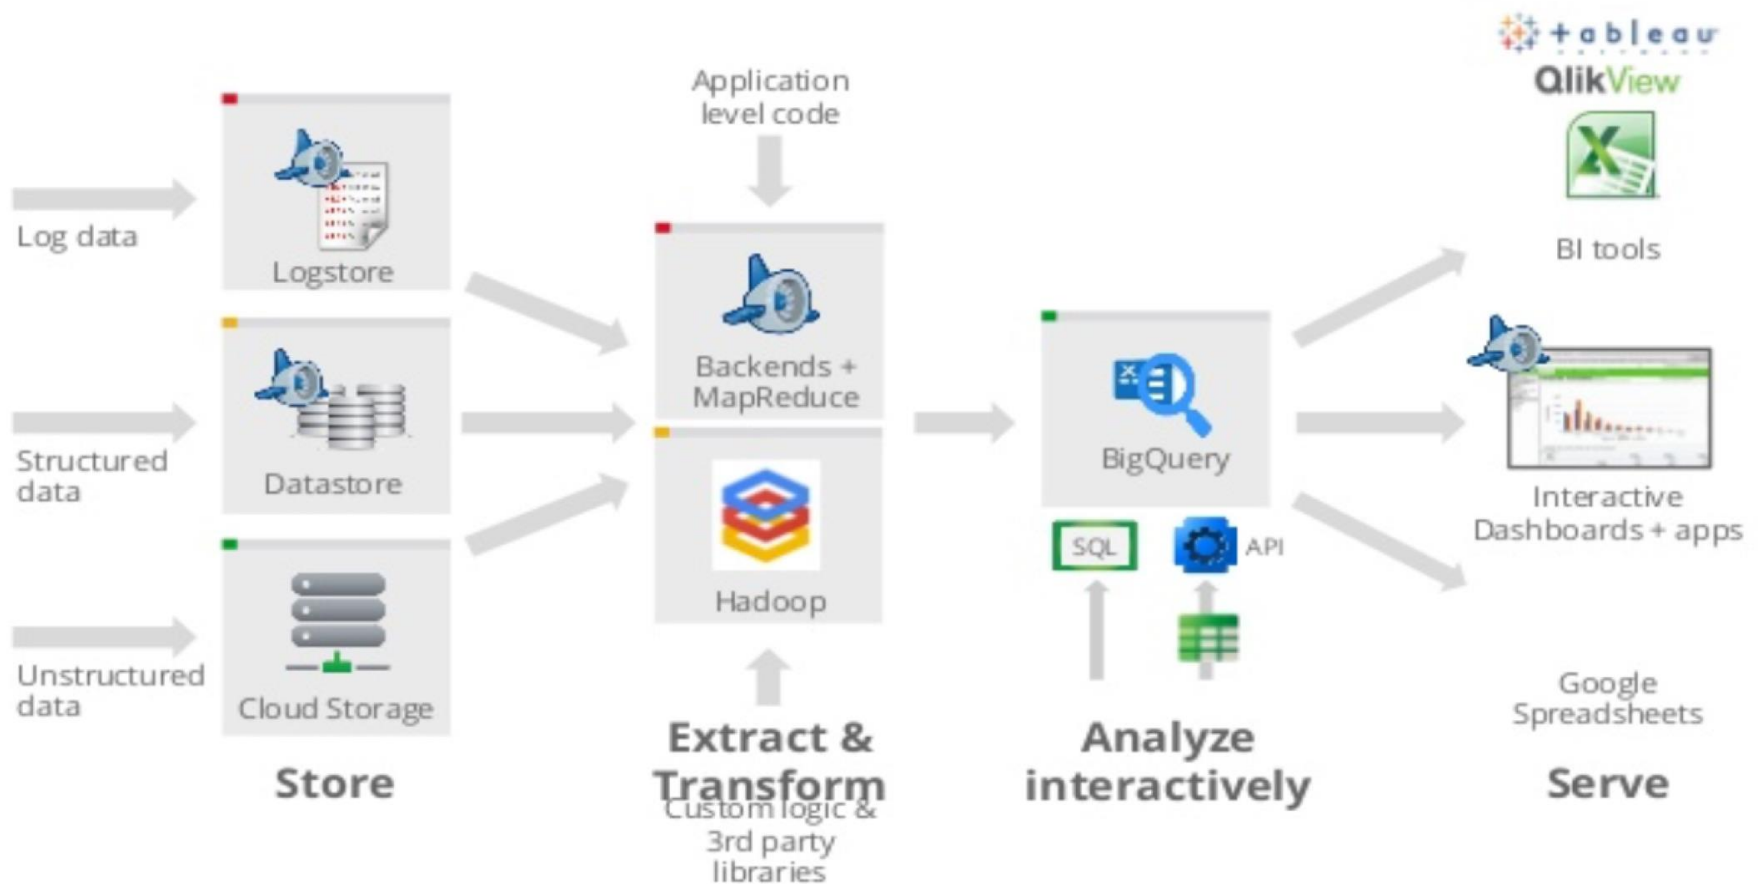 Log data
Structured
data
Unstructured
data
Logstore
Datastore
Cloud Storage
Store
Application
level code
Backends +
MapReduce
Hadoop
Extract &
Transform
Custom logic &
3rd party
libraries
BigQuery
SQL
API
Analyze
interactively
+ableau
QlikView
BI tools
Interactive
Dashboards + apps
Google
Spreadsheets
Serve